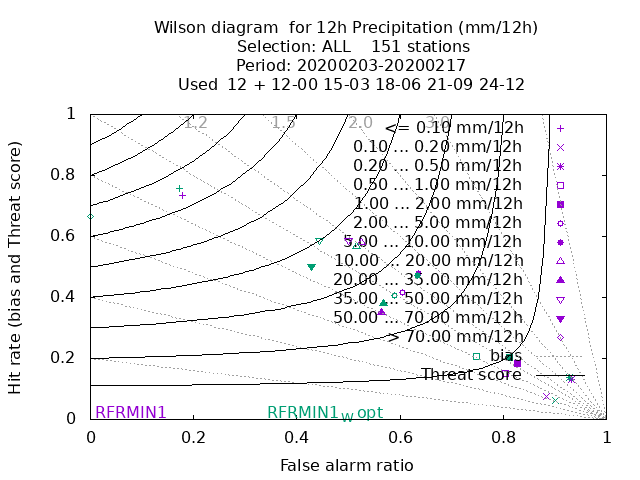 Wilson diagram  for 12h Precipitation (mm/12h)
Selection: ALL    151 stations
Period: 20200203-20200217
Used  12 + 12-00 15-03 18-06 21-09 24-12
1.2 1.5 2.0 3.0
<= 0.10 mm/12h
0.10 ... 0.20 mm/12h
0.20 ... 0.50 mm/12h
0.50 ... 1.00 mm/12h
1.00 ... 2.00 mm/12h
2.00 ... 5.00 mm/12h
5.00 ... 10.00 mm/12h
10.00 ... 20.00 mm/12h
20.00 ... 35.00 mm/12h
35.00 ... 50.00 mm/12h
50.00 ... 70.00 mm/12h
> 70.00 mm/12h
bias
Threat score
1
0.8
0.6
0.4
0.2
0
Hit rate (bias and Threat score)
RFRMIN1 RFRMIN1w opt
0 0.2 0.4 0.6 0.8 1
False alarm ratio